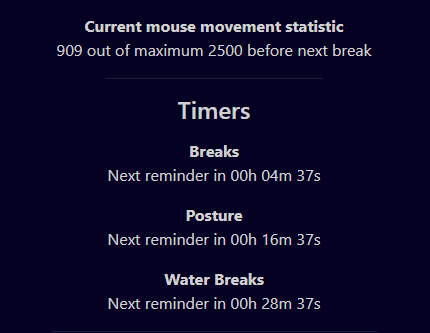 Current mouse movement statistic
909 out of maximum 2500 before next break
Timers
Breaks
Next reminder in 00h 04m 37s
Posture
Next reminder in 00h 16m 37s
Water Breaks
Next reminder in 00h 28m 37s